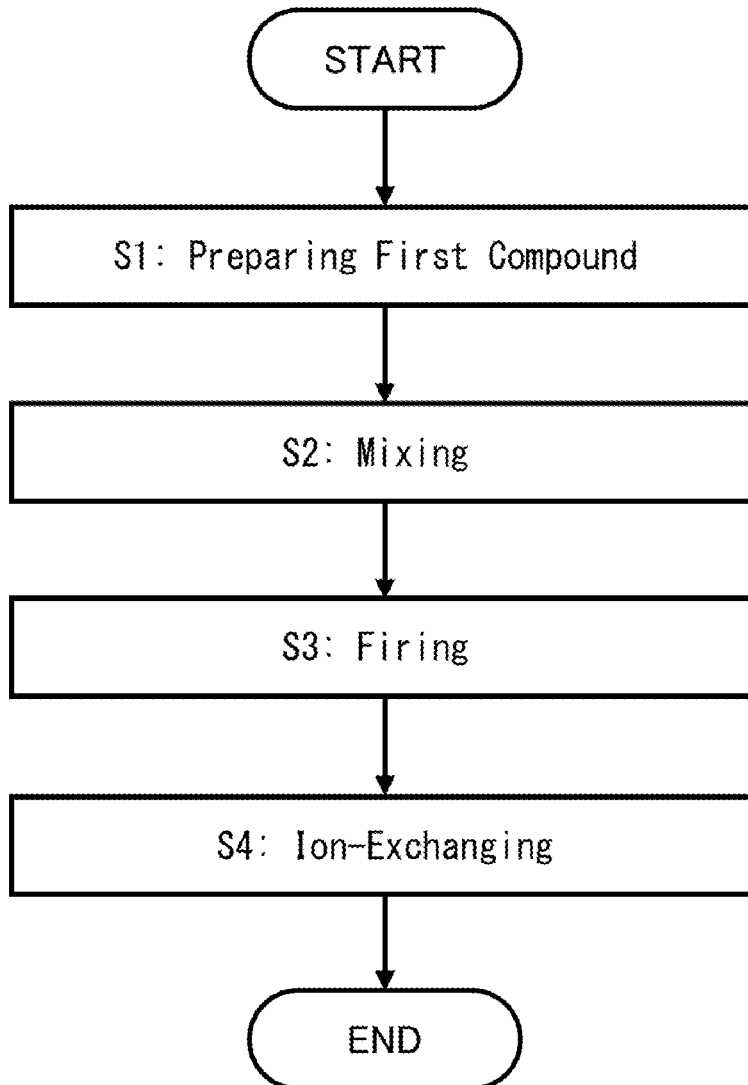 START
S1: Preparing First Compound
S2: Mixing
S3: Firing
S4: Ion-Exchanging
END